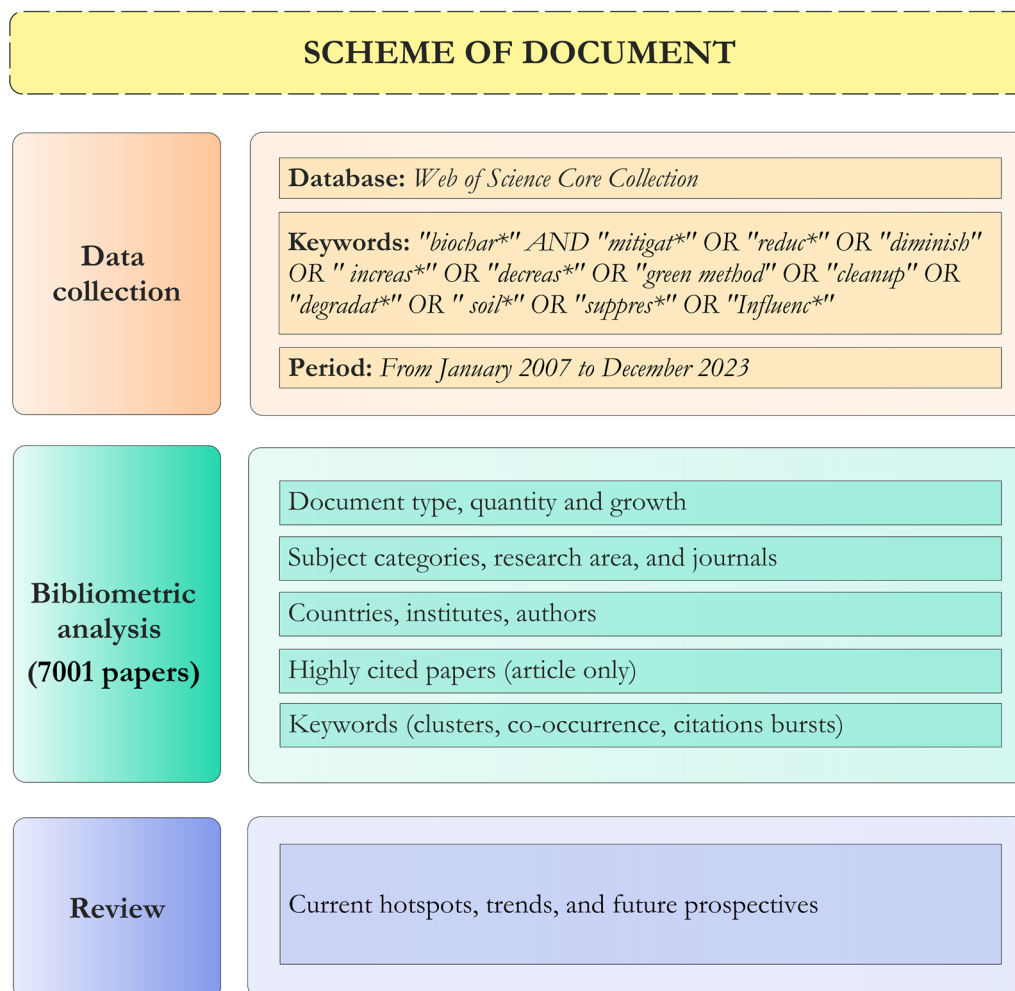 SCHEME OF DOCUMENT
Data
collection
Database: Web of Science Core Collection
Keywords: "biochar*" AND "mitigat*" OR "reduc*" OR "diminish"
OR " increas*" OR "decreas*" OR "green method" OR "cleanup" OR
"degradat*" OR " soil*" OR "suppres*" OR "Influenc*"
Period: From January 2007 to December 2023
Bibliometric
analysis
(7001 papers)
Document type, quantity and growth
Subject categories, research area, and journals
Countries, institutes, authors
Highly cited papers (article only)
Keywords (clusters, co-occurrence, citations bursts)
Review
Current hotspots, trends, and future prospectives